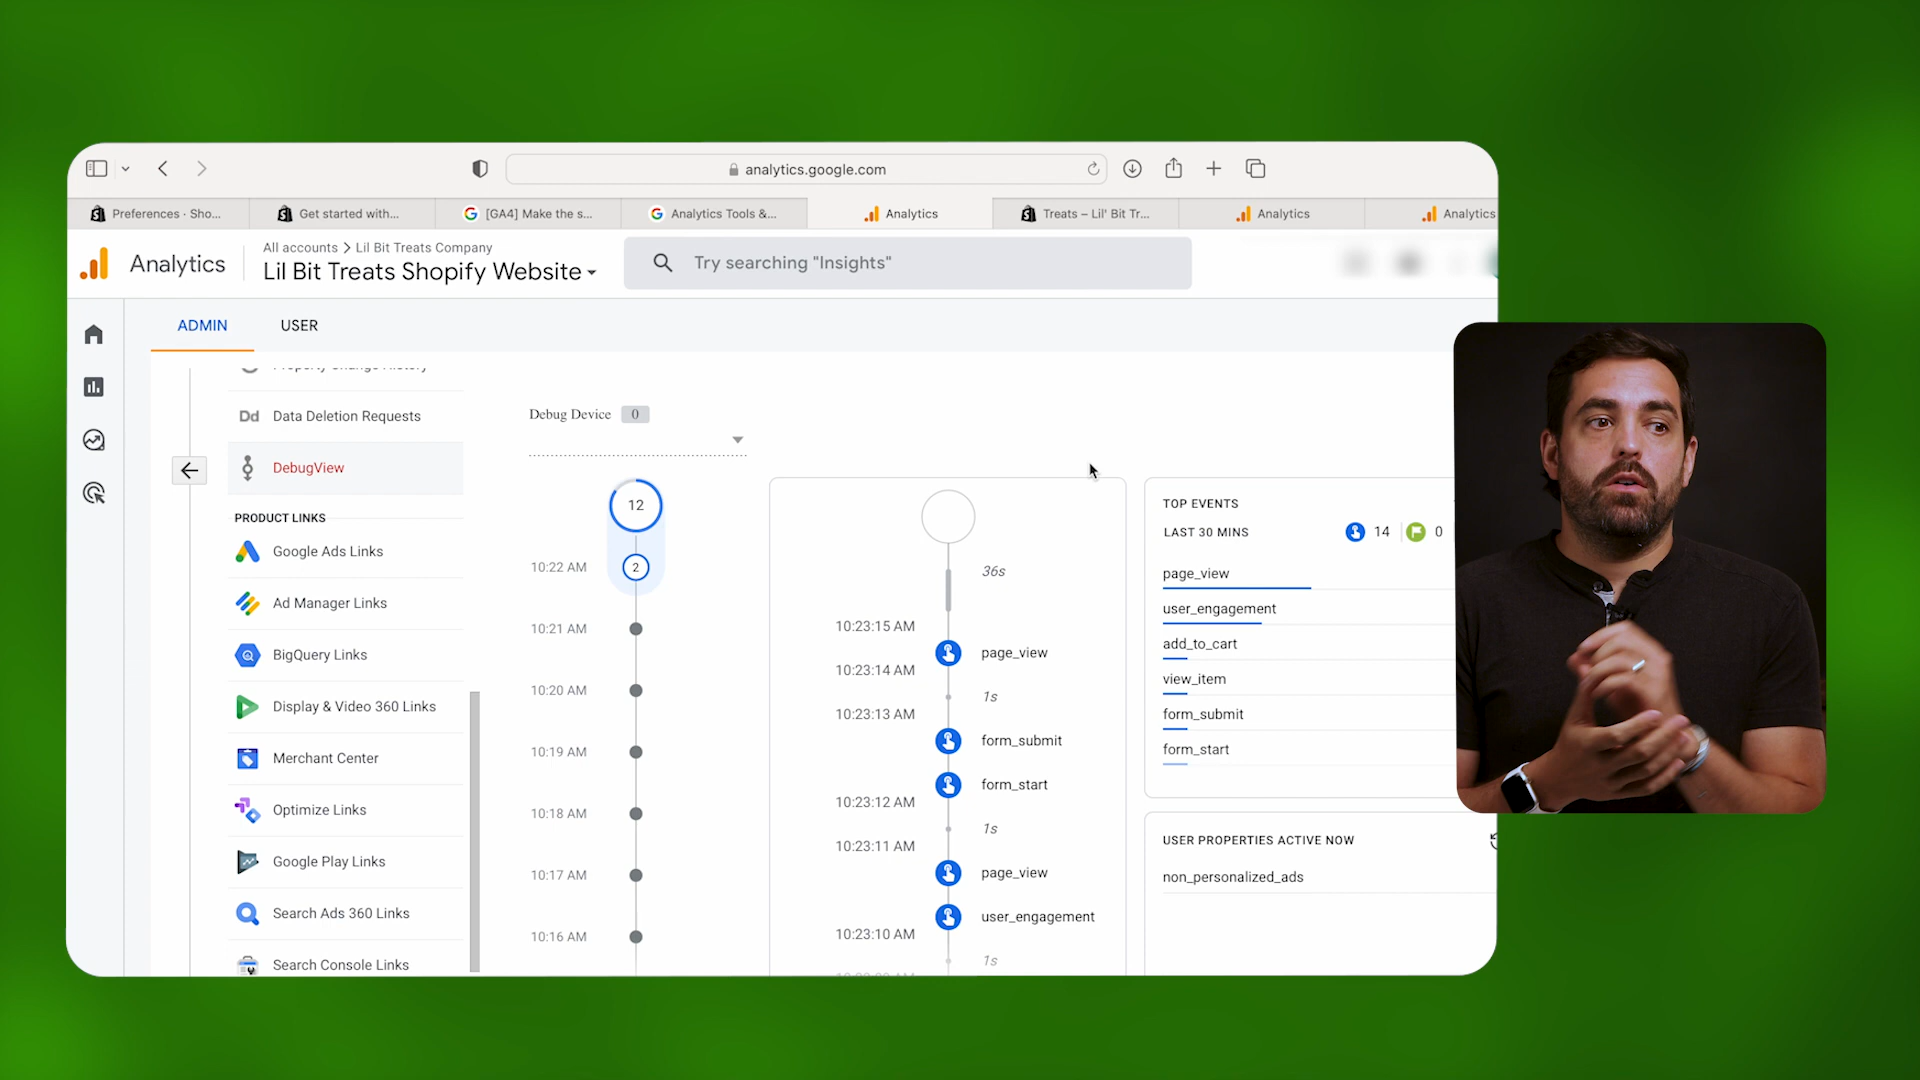 analytics.google.com
Preferences · Sho...
Get started with...
[GA4] Make the s...
Analytics Tools &...
Analytics
Treats – Lil' Bit Tr...
Analytics
Analytics
Analytics
All accounts > Lil Bit Treats Company
Lil Bit Treats Shopify Website
Try searching "Insights"
ADMIN
USER
Property Change History
Dd Data Deletion Requests
DebugView
PRODUCT LINKS
Google Ads Links
Ad Manager Links
BigQuery Links
Display & Video 360 Links
Merchant Center
Optimize Links
Google Play Links
Search Ads 360 Links
Search Console Links
Debug Device 0
12
10:22 AM 2
10:21 AM
10:20 AM
10:19 AM
10:18 AM
10:17 AM
10:16 AM
36s
10:23:15 AM
page_view
10:23:14 AM
1s
10:23:13 AM
form_submit
form_start
10:23:12 AM
1s
10:23:11 AM
page_view
user_engagement
10:23:10 AM
1s
TOP EVENTS
LAST 30 MINS
14
0
page_view
user_engagement
add_to_cart
view_item
form_submit
form_start
USER PROPERTIES ACTIVE NOW
non_personalized_ads